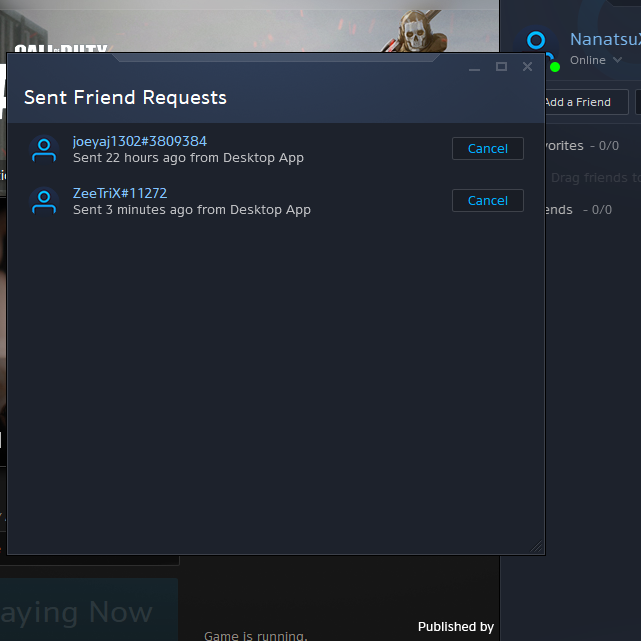 CALL OF DUTY
NanatsuX
Online
Add a Friend
Sent Friend Requests
joeyaj1302#3809384
Sent 22 hours ago from Desktop App
Cancel
ZeeTriX#11272
Sent 3 minutes ago from Desktop App
Cancel
vorites - 0/0
Drag friends to
ends - 0/0
aying Now
Game is running.
Published by